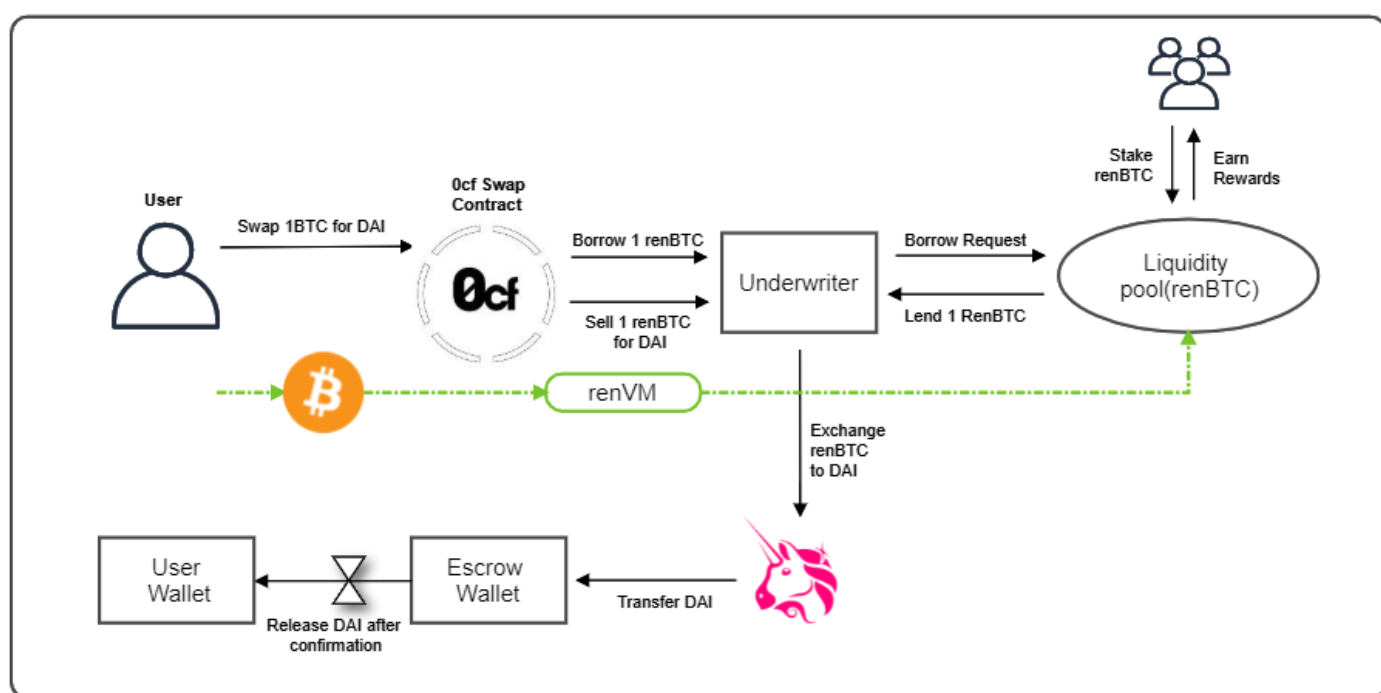 User
Swap 1BTC for DAI
0cf Swap
Contract
0cf
Borrow 1 renBTC
Sell 1 renBTC
for DAI
Underwriter
Borrow Request
Lend 1 RenBTC
Stake
renBTC
Earn
Rewards
Liquidity
pool(renBTC)
renVM
Exchange
renBTC
to DAI
Transfer DAI
Escrow
Wallet
Release DAI after
confirmation
User
Wallet